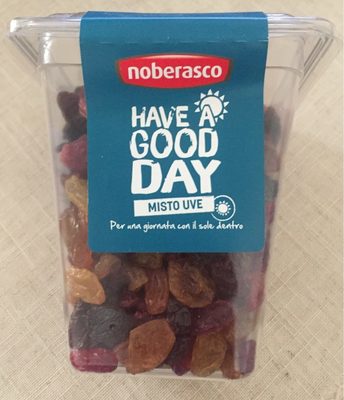 noberasco
HAVE A
GOOD
DAY
MISTO UVE
Per una giornata con il sole dentro